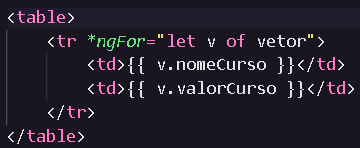 <table>
    <tr *ngFor="let v of vetor">
        <td>{{ v.nomeCurso }}</td>
        <td>{{ v.valorCurso }}</td>
    </tr>
</table>